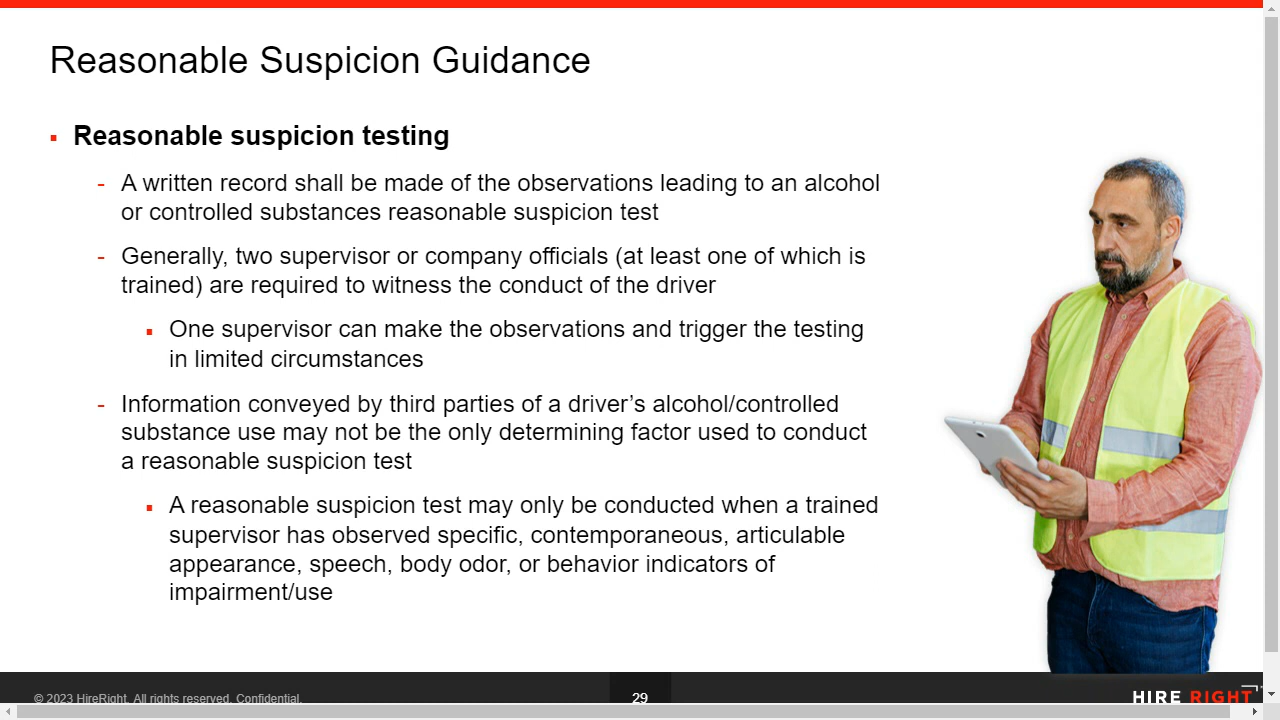 Reasonable Suspicion Guidance
Reasonable suspicion testing
- A written record shall be made of the observations leading to an alcohol
or controlled substances reasonable suspicion test
- Generally, two supervisor or company officials (at least one of which is
trained) are required to witness the conduct of the driver
One supervisor can make the observations and trigger the testing
in limited circumstances
- Information conveyed by third parties of a driver’s alcohol/controlled
substance use may not be the only determining factor used to conduct
a reasonable suspicion test
A reasonable suspicion test may only be conducted when a trained
supervisor has observed specific, contemporaneous, articulable
appearance, speech, body odor, or behavior indicators of
impairment/use
© 2023 HireRight. All rights reserved. Confidential.
29
HIRE RIGHT